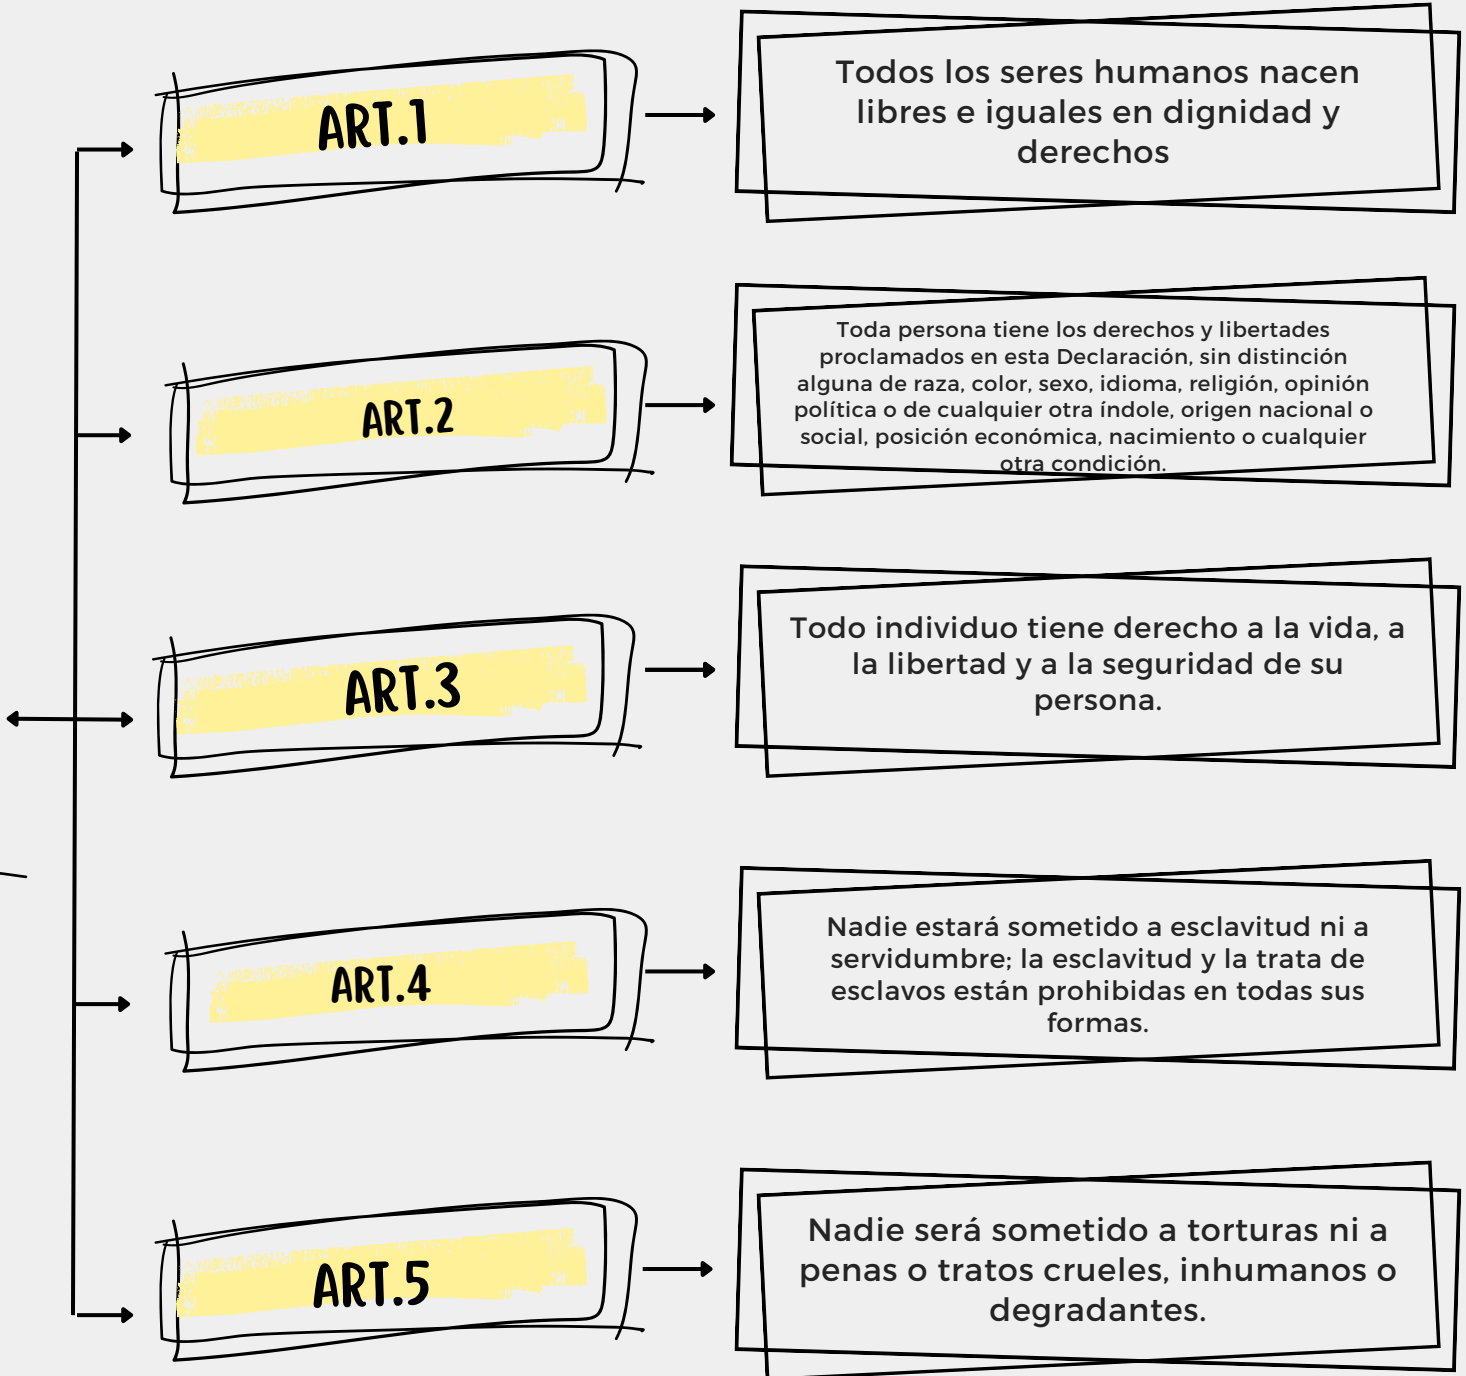 ART.1
Todos los seres humanos nacen
libres e iguales en dignidad y
derechos
ART.2
Toda persona tiene los derechos y libertades
proclamados en esta Declaración, sin distinción
alguna de raza, color, sexo, idioma, religión, opinión
política o de cualquier otra índole, origen nacional o
social, posición económica, nacimiento o cualquier
otra condición.
ART.3
Todo individuo tiene derecho a la vida, a
la libertad y a la seguridad de su
persona.
ART.4
Nadie estará sometido a esclavitud ni a
servidumbre; la esclavitud y la trata de
esclavos están prohibidas en todas sus
formas.
ART.5
Nadie será sometido a torturas ni a
penas o tratos crueles, inhumanos o
degradantes.